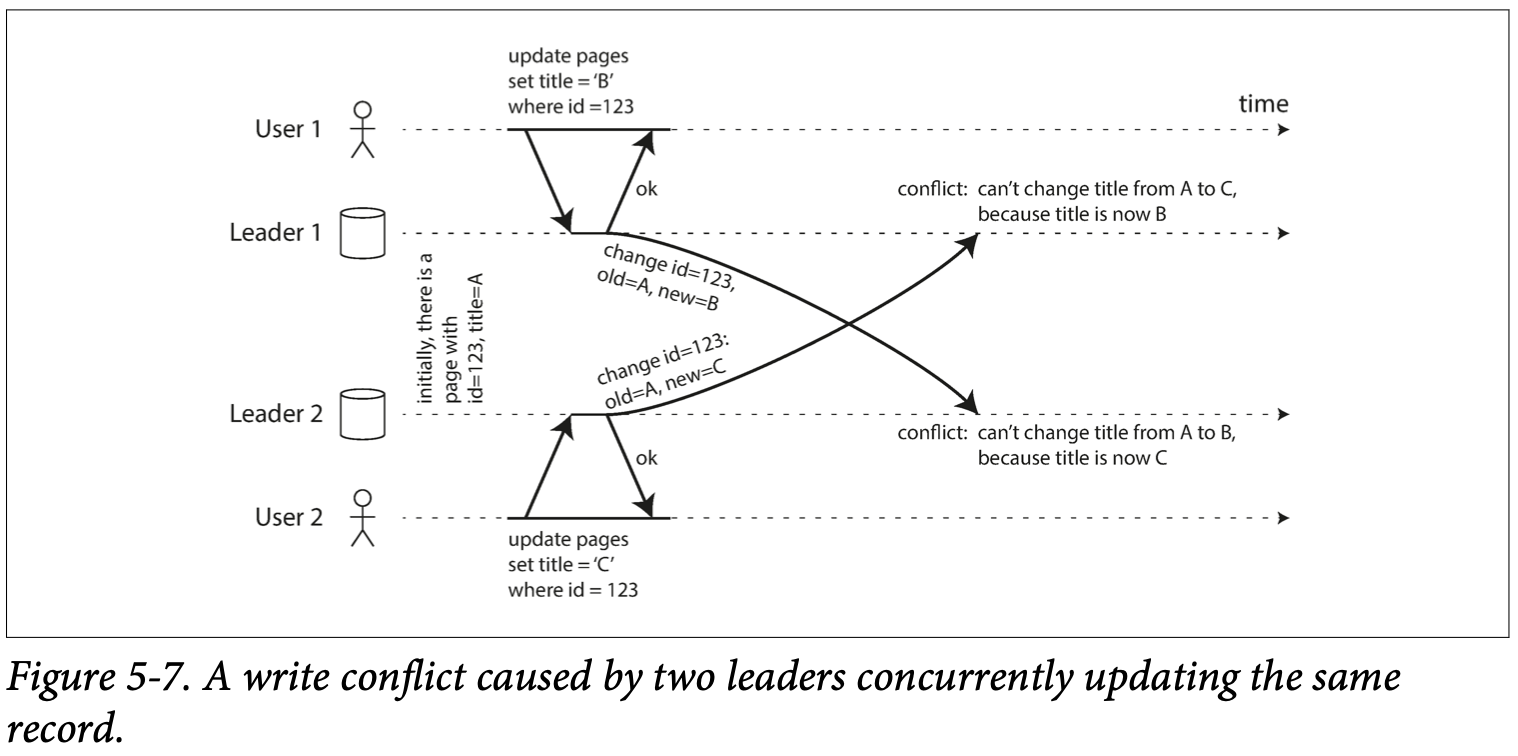 update pages
set title = ‘B’
where id =123
time
User 1
ok
conflict: can’t change title from A to C,
because title is now B
Leader 1
change id=123,
old=A, new=B
initially, there is a
page with
id=123, title=A
change id=123:
old=A, new=C
Leader 2
conflict: can’t change title from A to B,
because title is now C
ok
User 2
update pages
set title = ‘C’
where id = 123
Figure 5-7. A write conflict caused by two leaders concurrently updating the same
record.